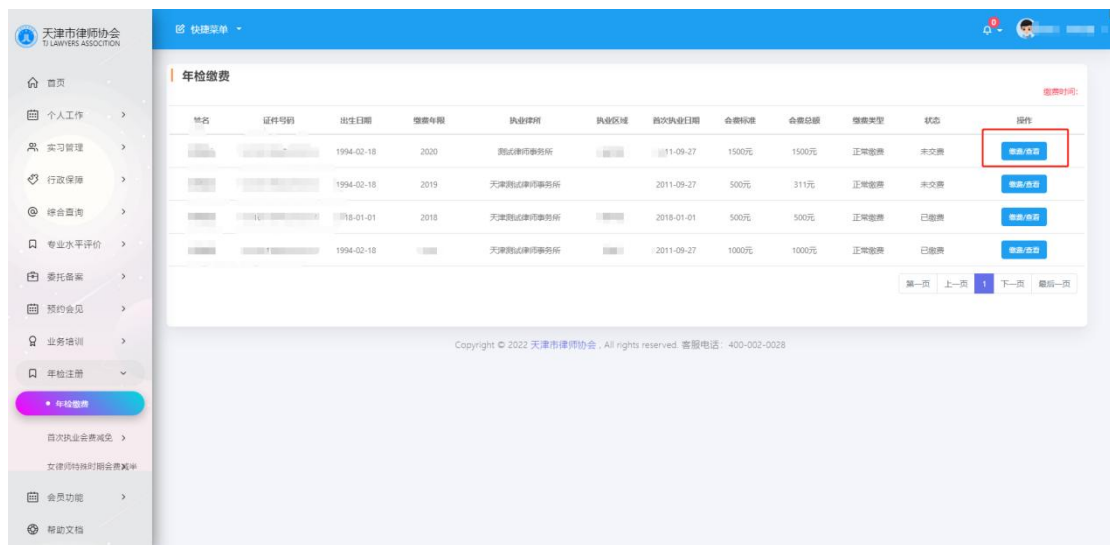 天津市律师协会
TJ LAWYERS ASSOCITION
快捷菜单
0
首页
个人工作
实习管理
行政保障
综合查询
专业水平评价
委托备案
预约会见
业务培训
年检注册
年检缴费
首次执业会费减免
女律师特殊时期会费减半
会员功能
帮助文档
年检缴费
缴费时间:
姓名 证件号码 出生日期 缴费年限 执业律所 执业区域 首次执业日期 会费标准 会费总额 缴费类型 状态 操作
1994-02-18 2020 测试律师事务所 11-09-27 1500元 1500元 正常缴费 未交费 缴费/查看
1994-02-18 2019 天津测试律师事务所 2011-09-27 500元 311元 正常缴费 未交费 缴费/查看
18-01-01 2018 天津测试律师事务所 2018-01-01 500元 500元 正常缴费 已缴费 缴费/查看
1994-02-18 天津测试律师事务所 2011-09-27 1000元 1000元 正常缴费 已缴费 缴费/查看
第一页 上一页 1 下一页 最后一页
Copyright © 2022 天津市律师协会 , All rights reserved. 客服电话：400-002-0028